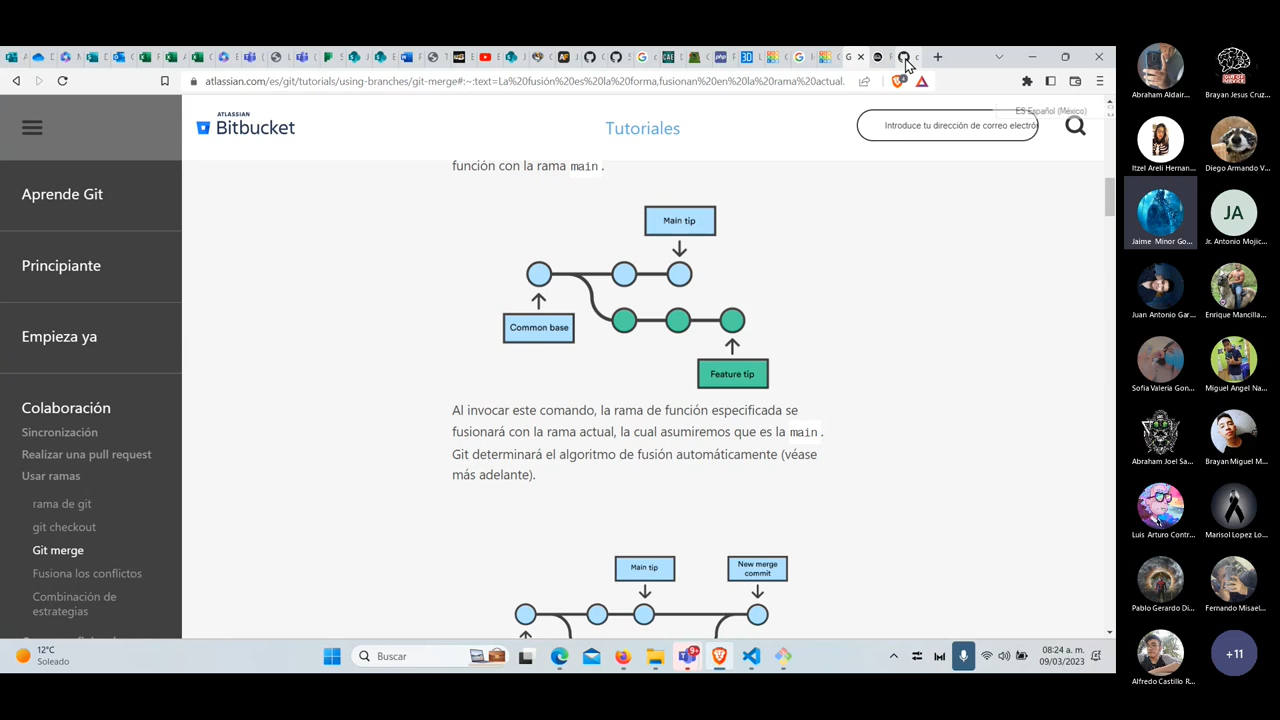 atlassian.com/es/git/tutorials/using-branches/git-merge#:~:text=La%20fusión%20es%20la%20forma,fusionan%20en%20la%20rama%20actual.
ATLASSIAN
Bitbucket
Tutoriales
Introduce tu dirección de correo electrón
ES Español (México)
Aprende Git
Principiante
Empieza ya
Colaboración
Sincronización
Realizar una pull request
Usar ramas
rama de git
git checkout
Git merge
Fusiona los conflictos
Combinación de
estrategias
función con la rama main .
Main tip
Common base
Feature tip
Al invocar este comando, la rama de función especificada se
fusionará con la rama actual, la cual asumiremos que es la main .
Git determinará el algoritmo de fusión automáticamente (véase
más adelante).
Main tip
New merge
commit
12°C
Soleado
Buscar
9+
08:24 a. m.
09/03/2023
Abraham Aldair...
Brayan Jesus Cruz...
Itzel Areli Hernan...
Diego Armando V...
Jaime Minor Go...
JA
Jr. Antonio Mojic...
Juan Antonio Gar...
Enrique Mancilla...
Sofia Valeria Gon...
Miguel Angel Na...
Abraham Joel Sa...
Brayan Miguel M...
Luis Arturo Contr...
Marisol Lopez Lo...
Pablo Gerardo Di...
Fernando Misael...
Alfredo Castillo R...
+11